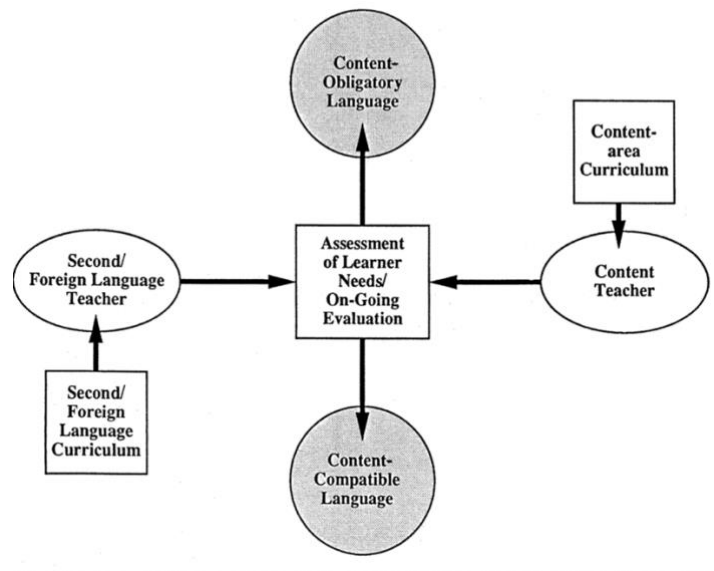 Content-
Obligatory
Language
Content-
area
Curriculum
Second/
Foreign Language
Teacher
Assessment
of Learner
Needs/
On-Going
Evaluation
Content
Teacher
Second/
Foreign
Language
Curriculum
Content-
Compatible
Language